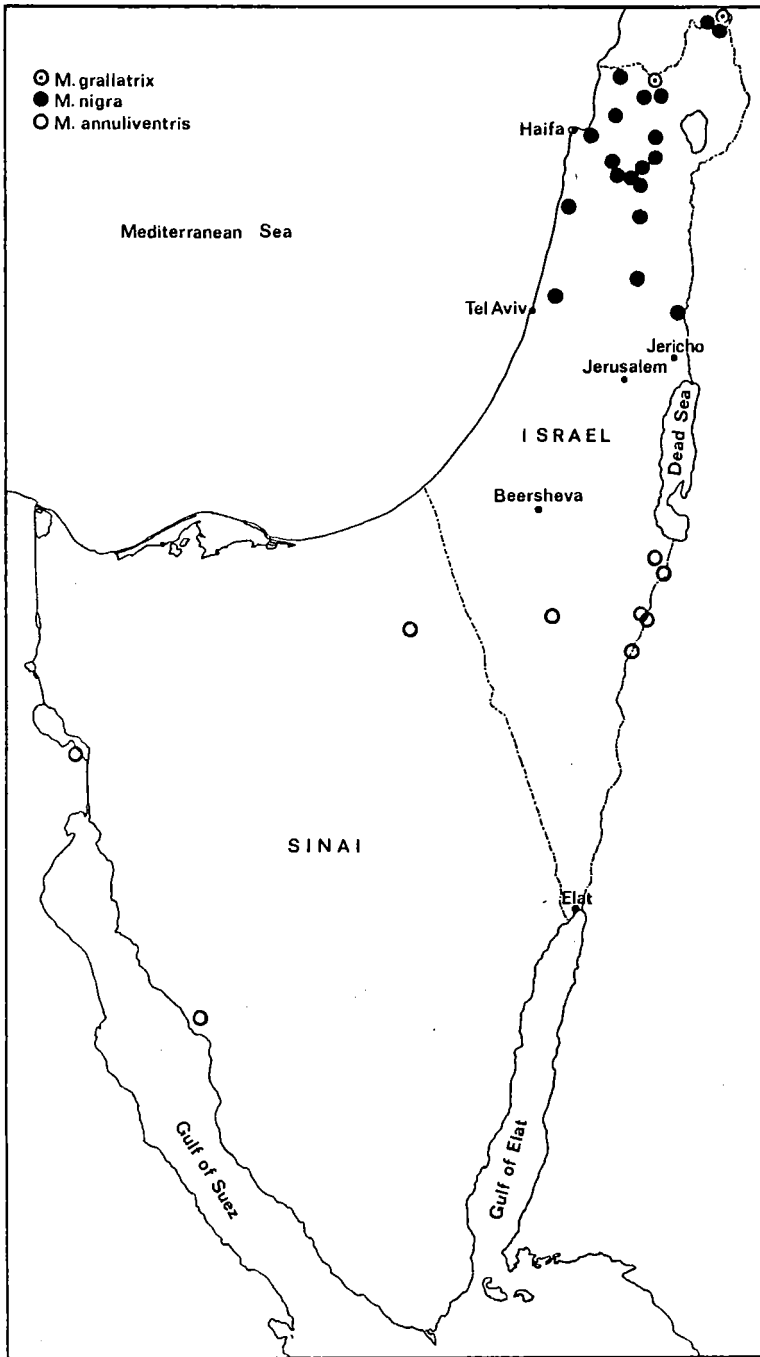 M. grallatrix
M. nigra
M. annuliventris
Haifa
Mediterranean Sea
Tel Aviv
Jericho
Jerusalem
Dead Sea
ISRAEL
Beersheva
SINAI
Elat
Gulf of Suez
Gulf of Elat